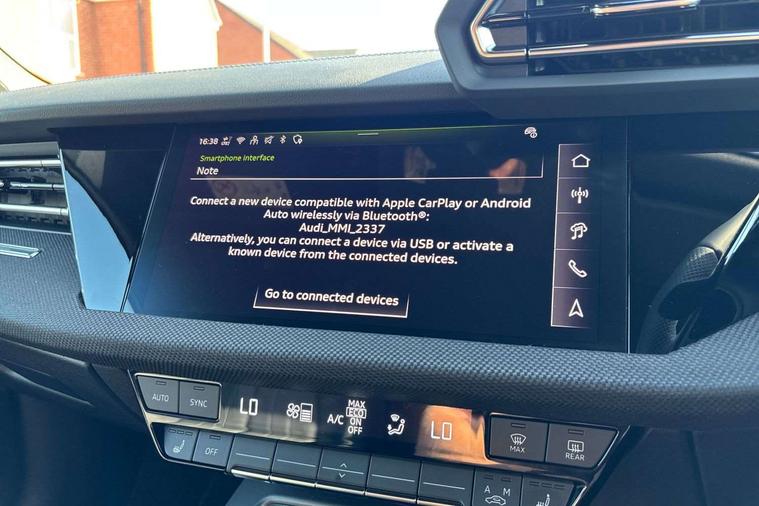 16:38
Smartphone interface
Note
Connect a new device compatible with Apple CarPlay or Android
Auto wirelessly via Bluetooth®:
Audi_MMI_2337
Alternatively, you can connect a device via USB or activate a
known device from the connected devices.
Go to connected devices
AUTO
SYNC
LO
A/C
MAX
ECO
ON
OFF
LO
MAX
REAR
OFF
A
M